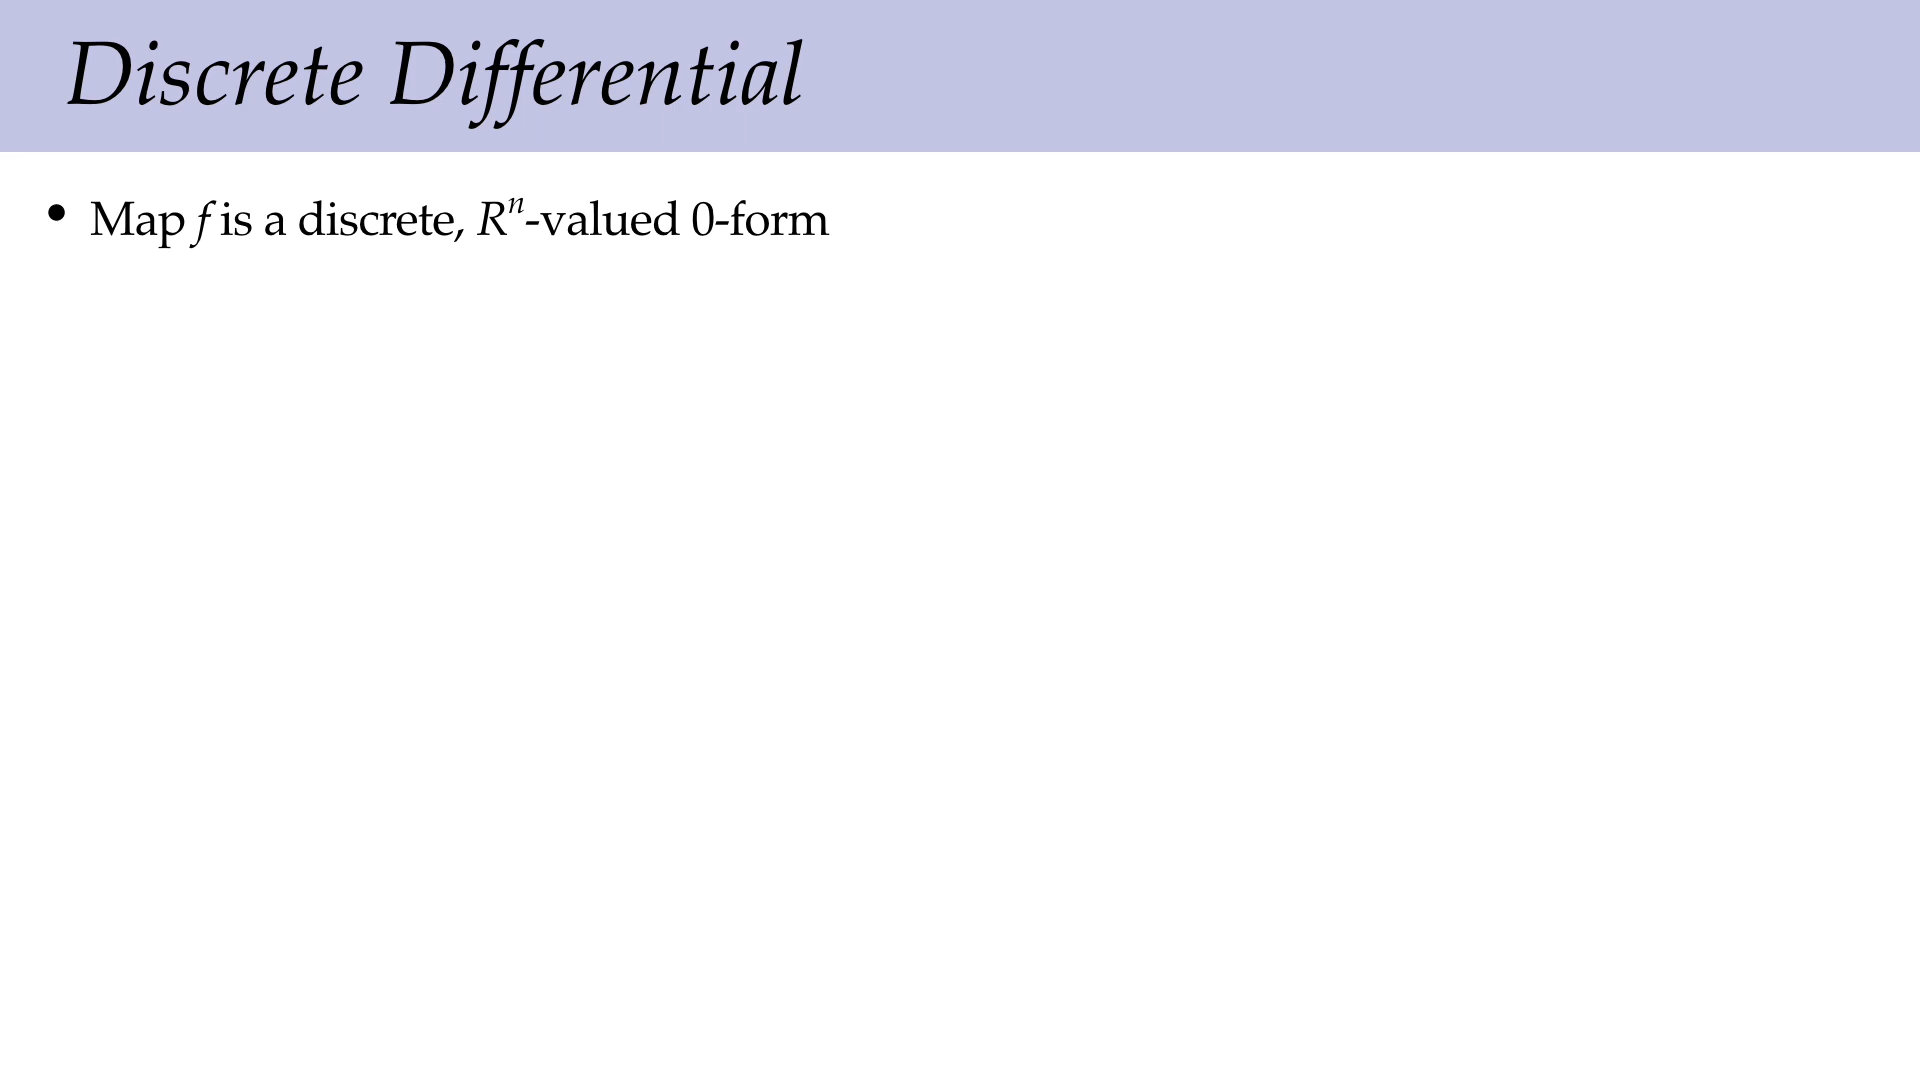 Discrete Differential
• Map f is a discrete, Rⁿ-valued 0-form